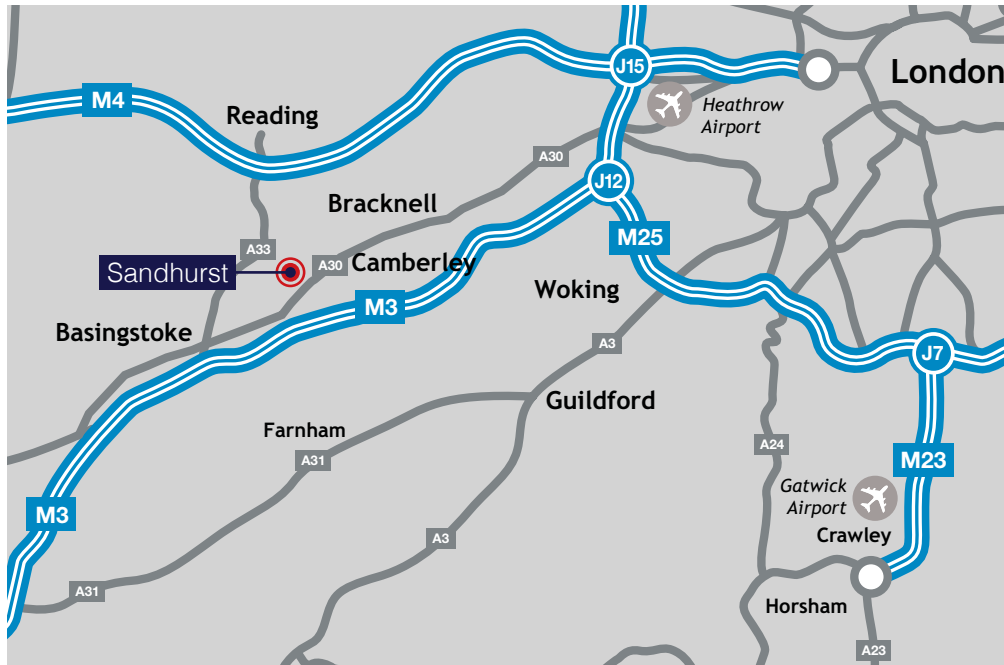 J15
London
M4
Heathrow
Airport
Reading
A30
J12
Bracknell
M25
A33
A30
Camberley
Sandhurst
Woking
M3
Basingstoke
A3
J7
Guildford
Farnham
A31
A24
M23
Gatwick
Airport
M3
Crawley
A3
A31
Horsham
A23